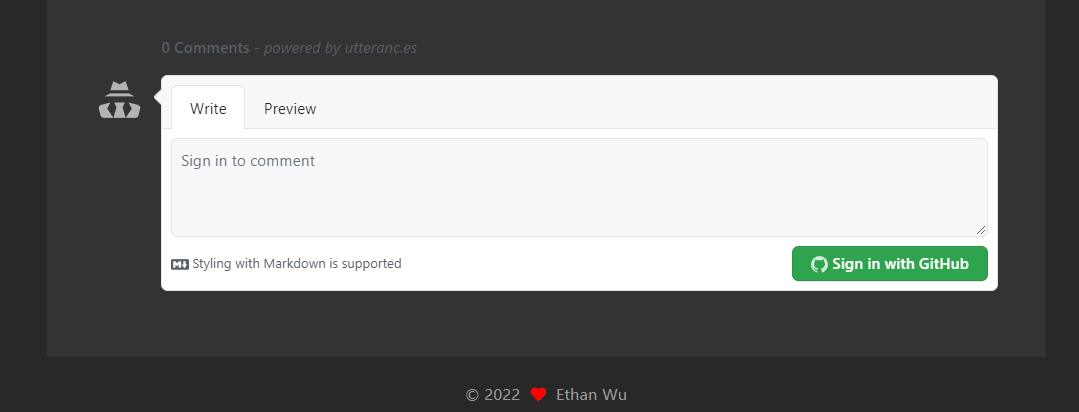 0 Comments - powered by utteranc.es
Write Preview
Sign in to comment
Styling with Markdown is supported
Sign in with GitHub
© 2022 ❤ Ethan Wu